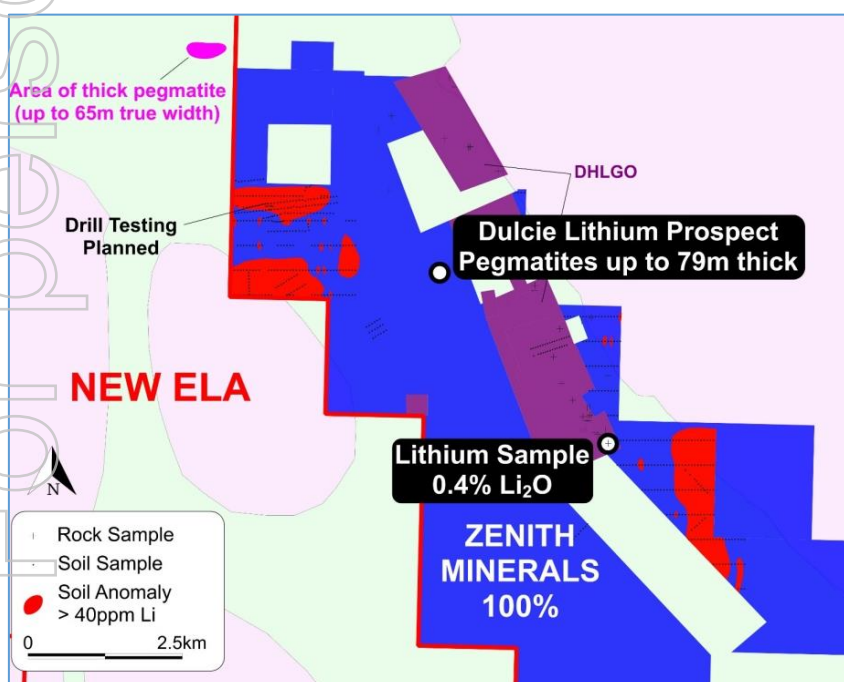 For pers
Area of thick pegmatite
(up to 65m true width)
DHLGO
Drill Testing
Planned
Dulcie Lithium Prospect
Pegmatites up to 79m thick
NEW ELA
Lithium Sample
0.4% Li₂O
N
ZENITH
MINERALS
100%
Rock Sample
Soil Sample
Soil Anomaly
> 40ppm Li
0 2.5km